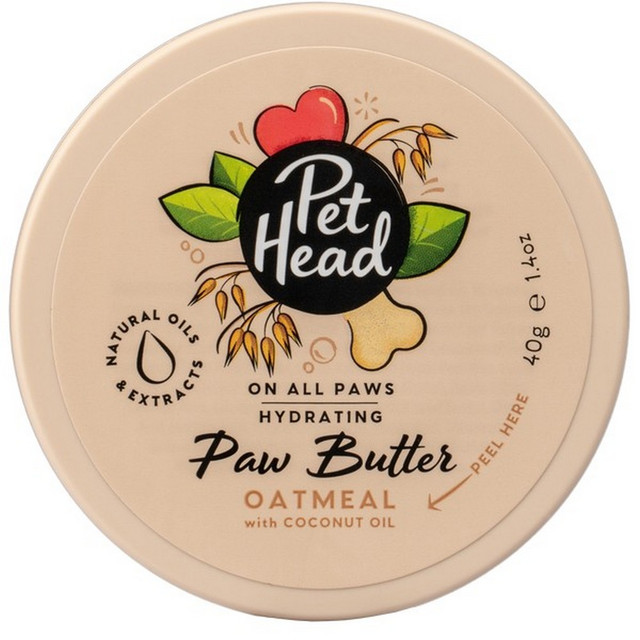 Pet
Head
NATURAL OILS
& EXTRACTS
40g e 1.4oz
ON ALL PAWS
HYDRATING
Paw Butter
OATMEAL
with COCONUT OIL
PEEL HERE